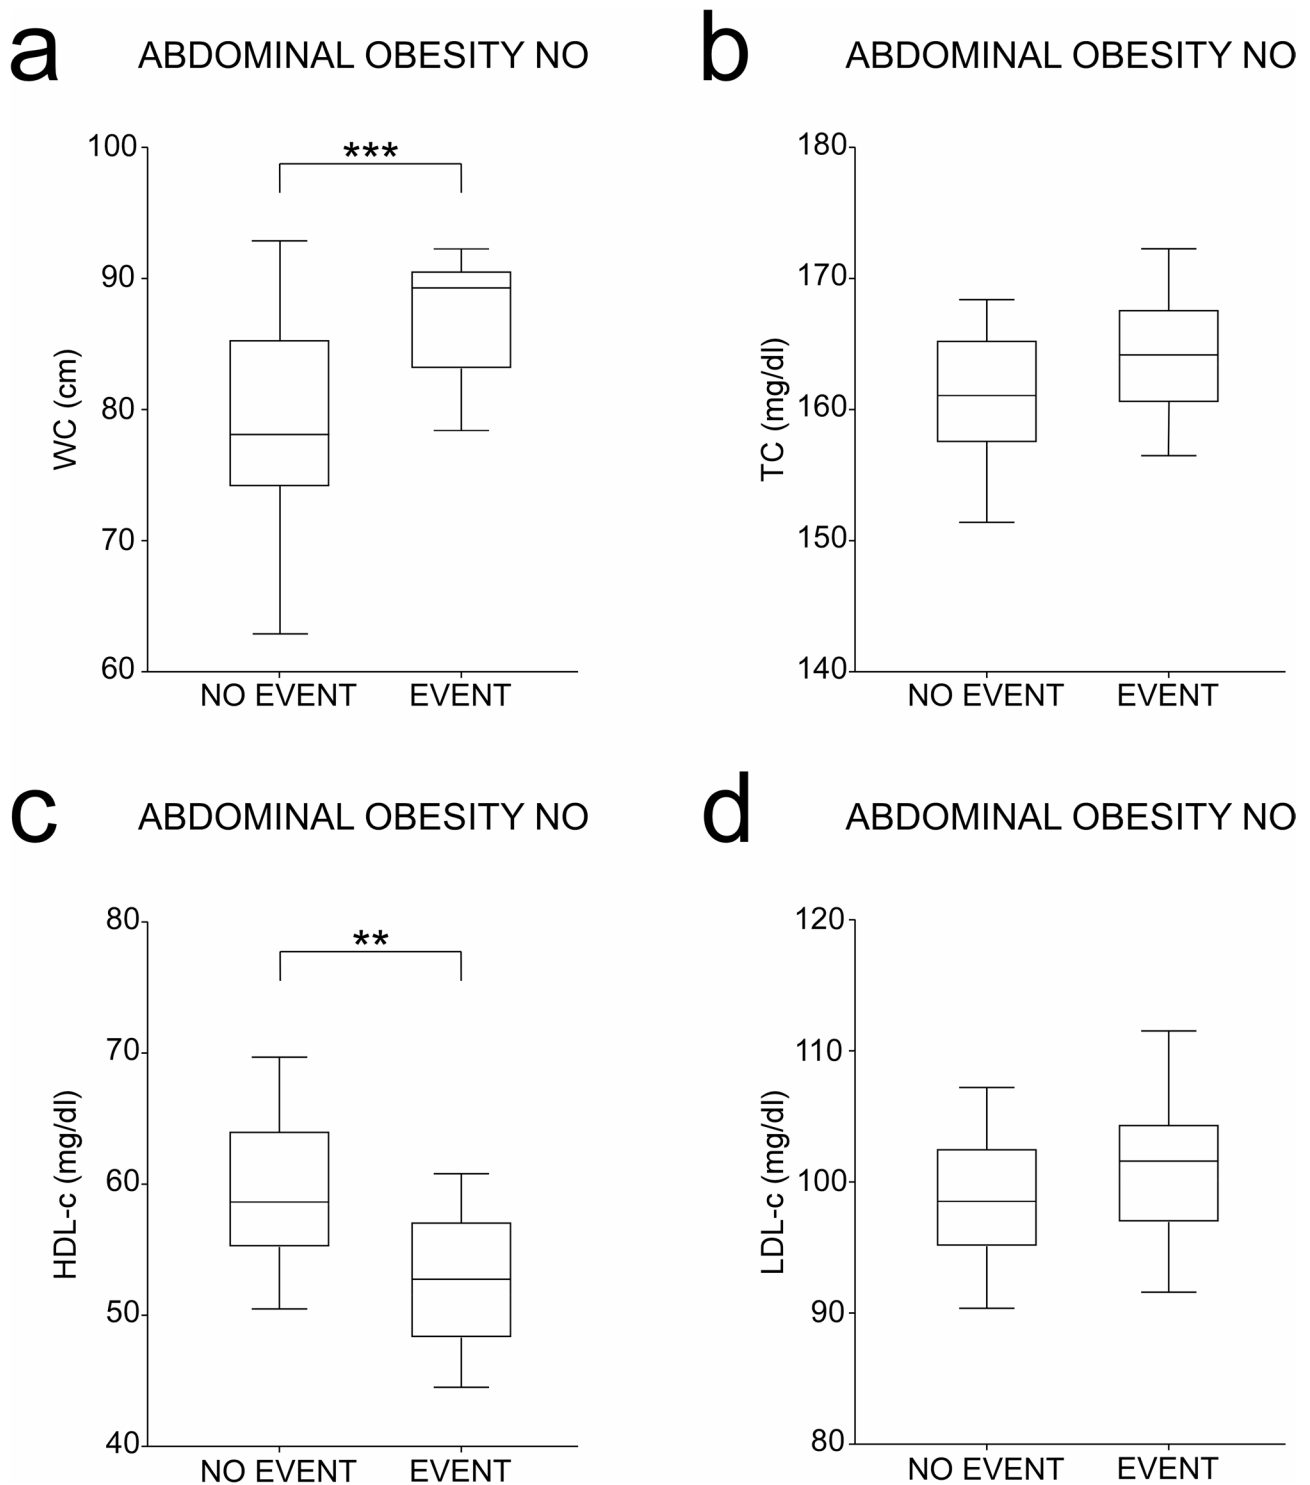 a ABDOMINAL OBESITY NO
***
100
90
80
70
60
WC (cm)
NO EVENT EVENT
b ABDOMINAL OBESITY NO
180
170
160
150
140
TC (mg/dl)
NO EVENT EVENT
c ABDOMINAL OBESITY NO
**
80
70
60
50
40
HDL-c (mg/dl)
NO EVENT EVENT
d ABDOMINAL OBESITY NO
120
110
100
90
80
LDL-c (mg/dl)
NO EVENT EVENT